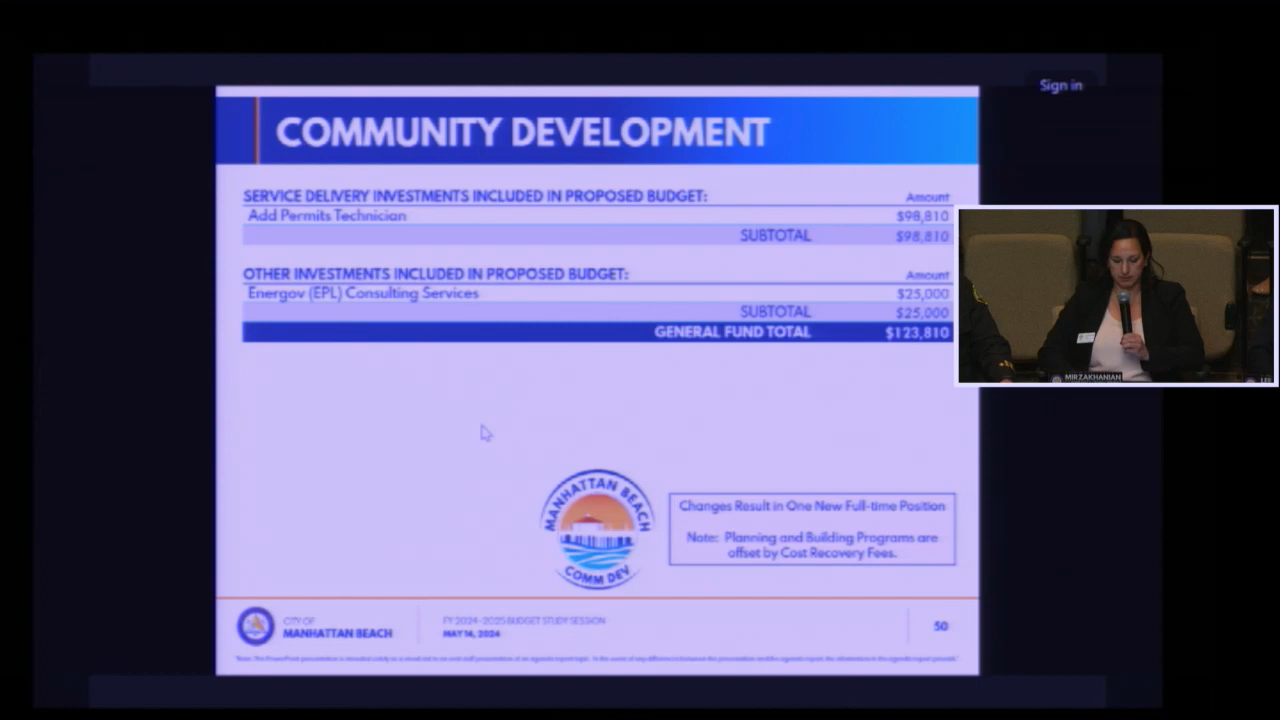 Sign in
COMMUNITY DEVELOPMENT
SERVICE DELIVERY INVESTMENTS INCLUDED IN PROPOSED BUDGET: Amount
Add Permits Technician $98,810
SUBTOTAL $98,810
OTHER INVESTMENTS INCLUDED IN PROPOSED BUDGET: Amount
Energov (EPL) Consulting Services $25,000
SUBTOTAL $25,000
GENERAL FUND TOTAL $123,810
MIRZAKHANIAN
MANHATTAN BEACH
COMM DEV
Changes Result in One New Full-time Position
Note: Planning and Building Programs are
offset by Cost Recovery Fees.
CITY OF
MANHATTAN BEACH
FY 2024-2025 BUDGET STUDY SESSION
MAY 14, 2024
50